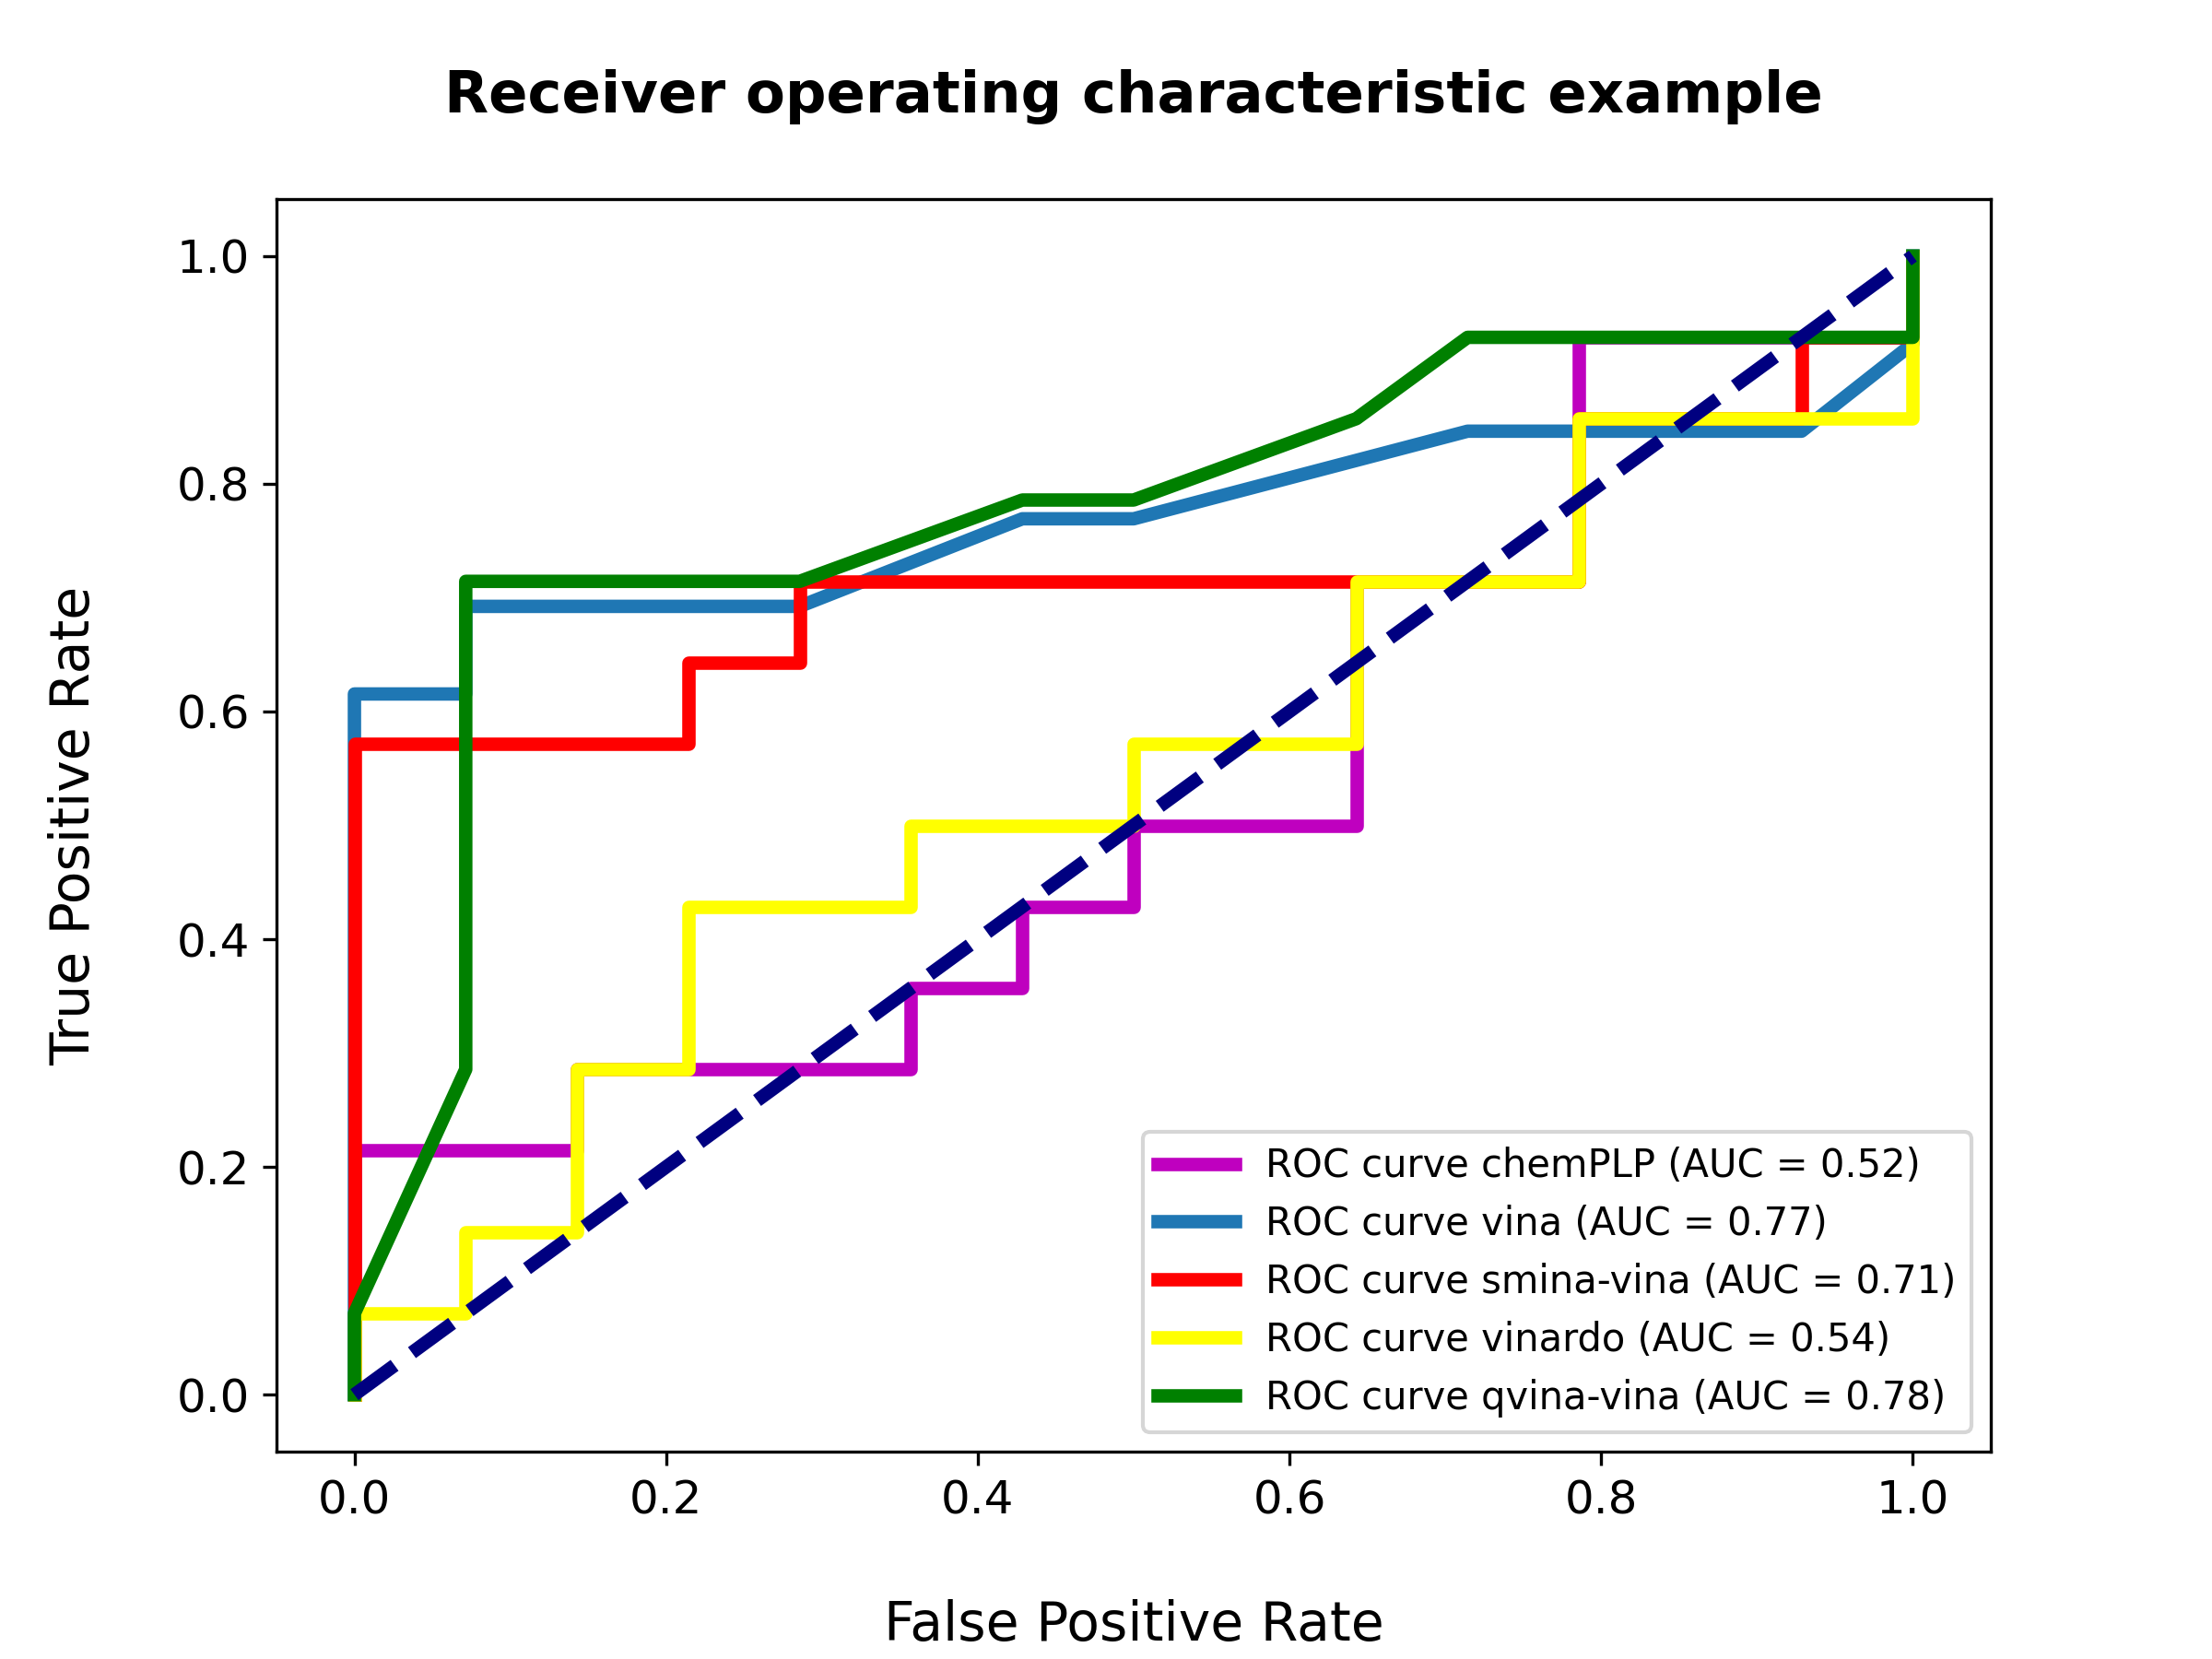 Receiver operating characteristic example
True Positive Rate
1.0
0.8
0.6
0.4
0.2
0.0
ROC curve chemPLP (AUC = 0.52)
ROC curve vina (AUC = 0.77)
ROC curve smina-vina (AUC = 0.71)
ROC curve vinardo (AUC = 0.54)
ROC curve qvina-vina (AUC = 0.78)
0.0 0.2 0.4 0.6 0.8 1.0
False Positive Rate